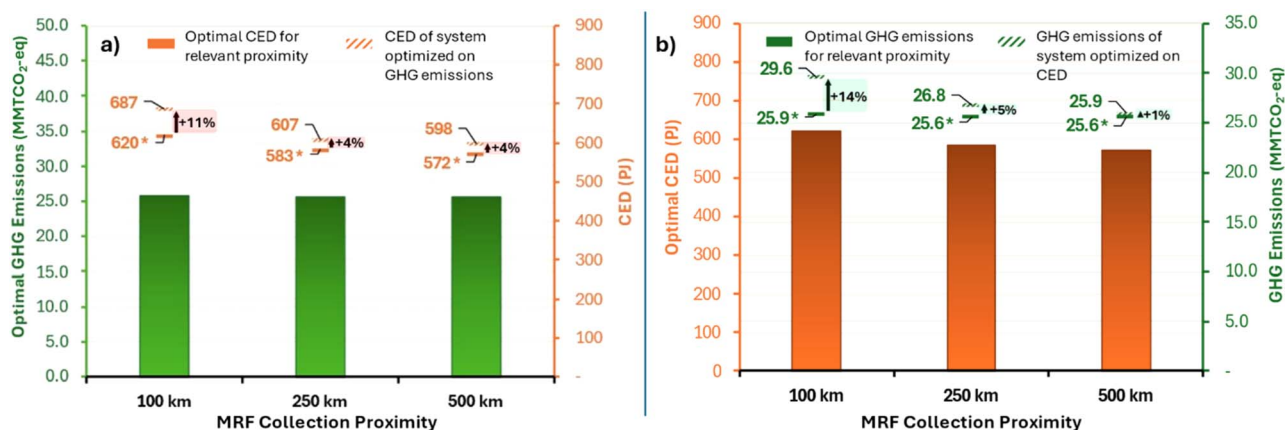 a)
Optimal CED for
relevant proximity
CED of system
optimized on
GHG emissions
Optimal GHG Emissions (MMTCO₂-eq)
50.0
45.0
40.0
35.0
30.0
25.0
20.0
15.0
10.0
5.0
0.0
687
+11%
620*
607
+4%
583*
598
+4%
572*
900
800
700
600
500
400
300
200
100
-
CED (PJ)
100 km
250 km
500 km
MRF Collection Proximity
b)
Optimal GHG emissions
for relevant proximity
GHG emissions of
system optimized on
CED
Optimal CED (PJ)
900
800
700
600
500
400
300
200
100
0
29.6
+14%
25.9*
26.8
+5%
25.6*
25.9
+1%
25.6*
35.0
30.0
25.0
20.0
15.0
10.0
5.0
-
GHG Emissions (MMTCO₂-eq)
100 km
250 km
500 km
MRF Collection Proximity